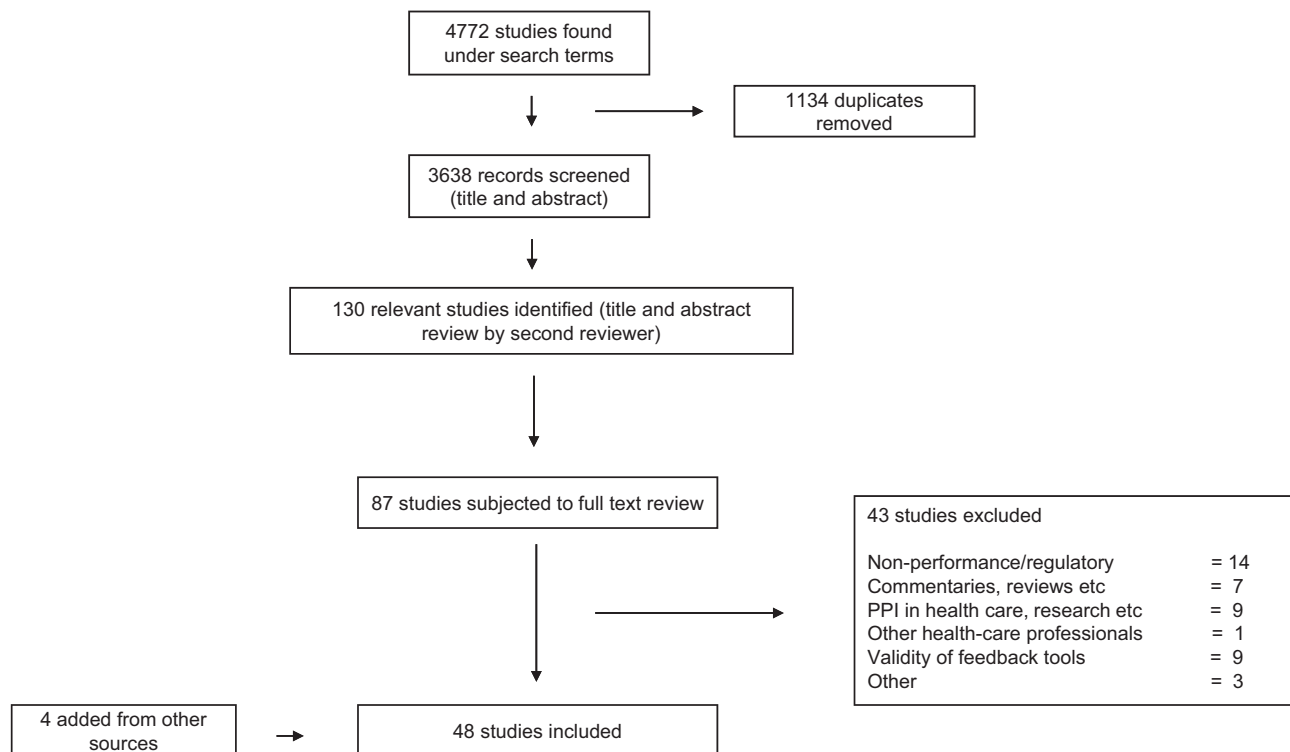 4772 studies found
under search terms
1134 duplicates
removed
3638 records screened
(title and abstract)
130 relevant studies identified (title and abstract
review by second reviewer)
87 studies subjected to full text review
43 studies excluded
Non-performance/regulatory = 14
Commentaries, reviews etc = 7
PPI in health care, research etc = 9
Other health-care professionals = 1
Validity of feedback tools = 9
Other = 3
4 added from other
sources
48 studies included